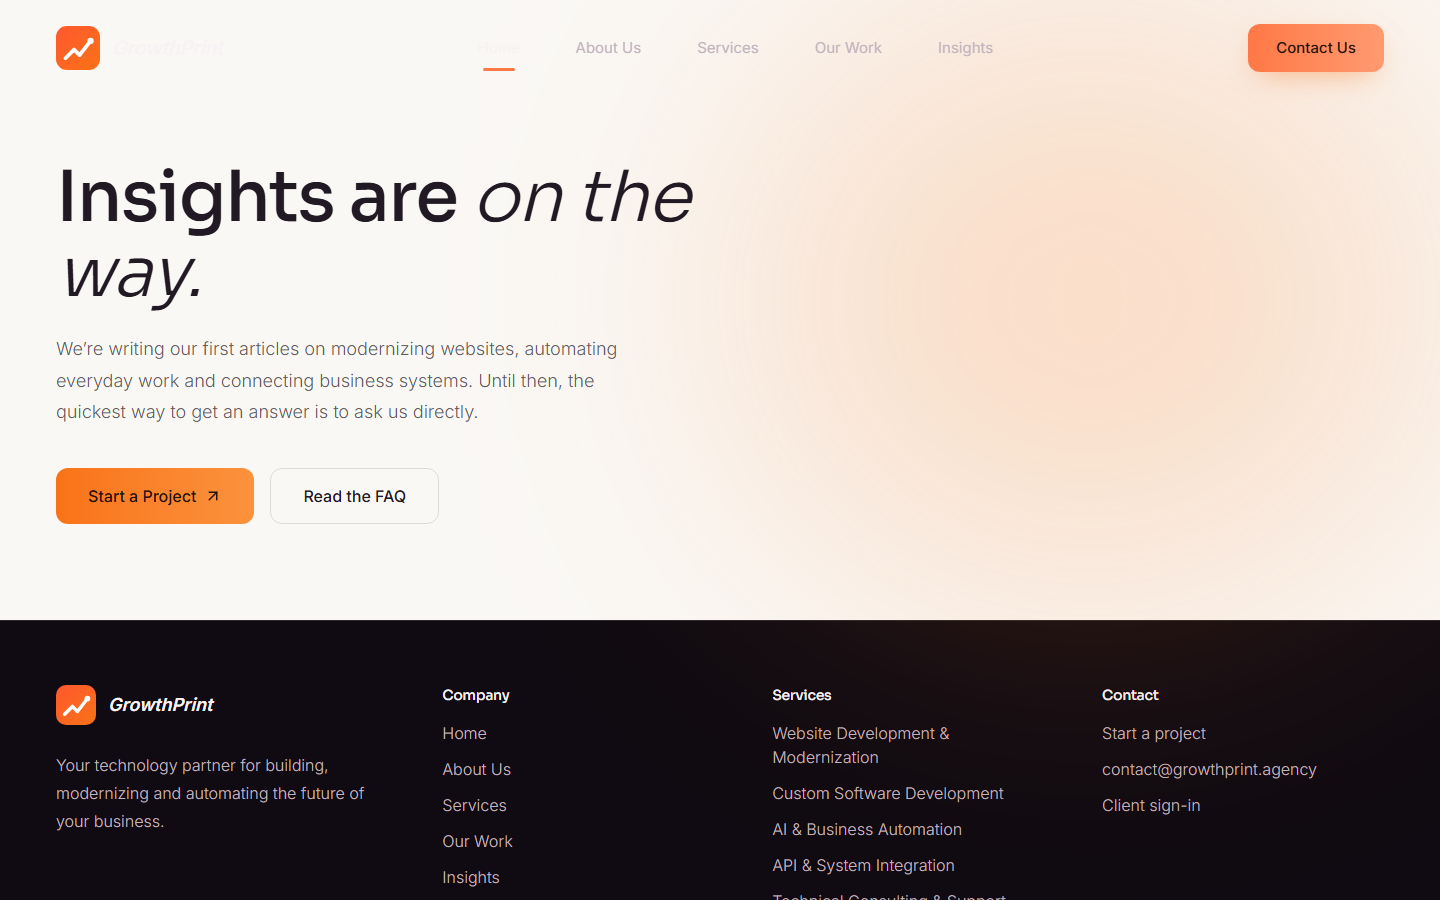 GrowthPrint
Home
About Us
Services
Our Work
Insights
Contact Us
Insights are on the
way.
We're writing our first articles on modernizing websites, automating
everyday work and connecting business systems. Until then, the
quickest way to get an answer is to ask us directly.
Start a Project
Read the FAQ
GrowthPrint
Your technology partner for building,
modernizing and automating the future of
your business.
Company
Home
About Us
Services
Our Work
Insights
Services
Website Development &
Modernization
Custom Software Development
AI & Business Automation
API & System Integration
Technical Consulting & Support
Contact
Start a project
contact@growthprint.agency
Client sign-in